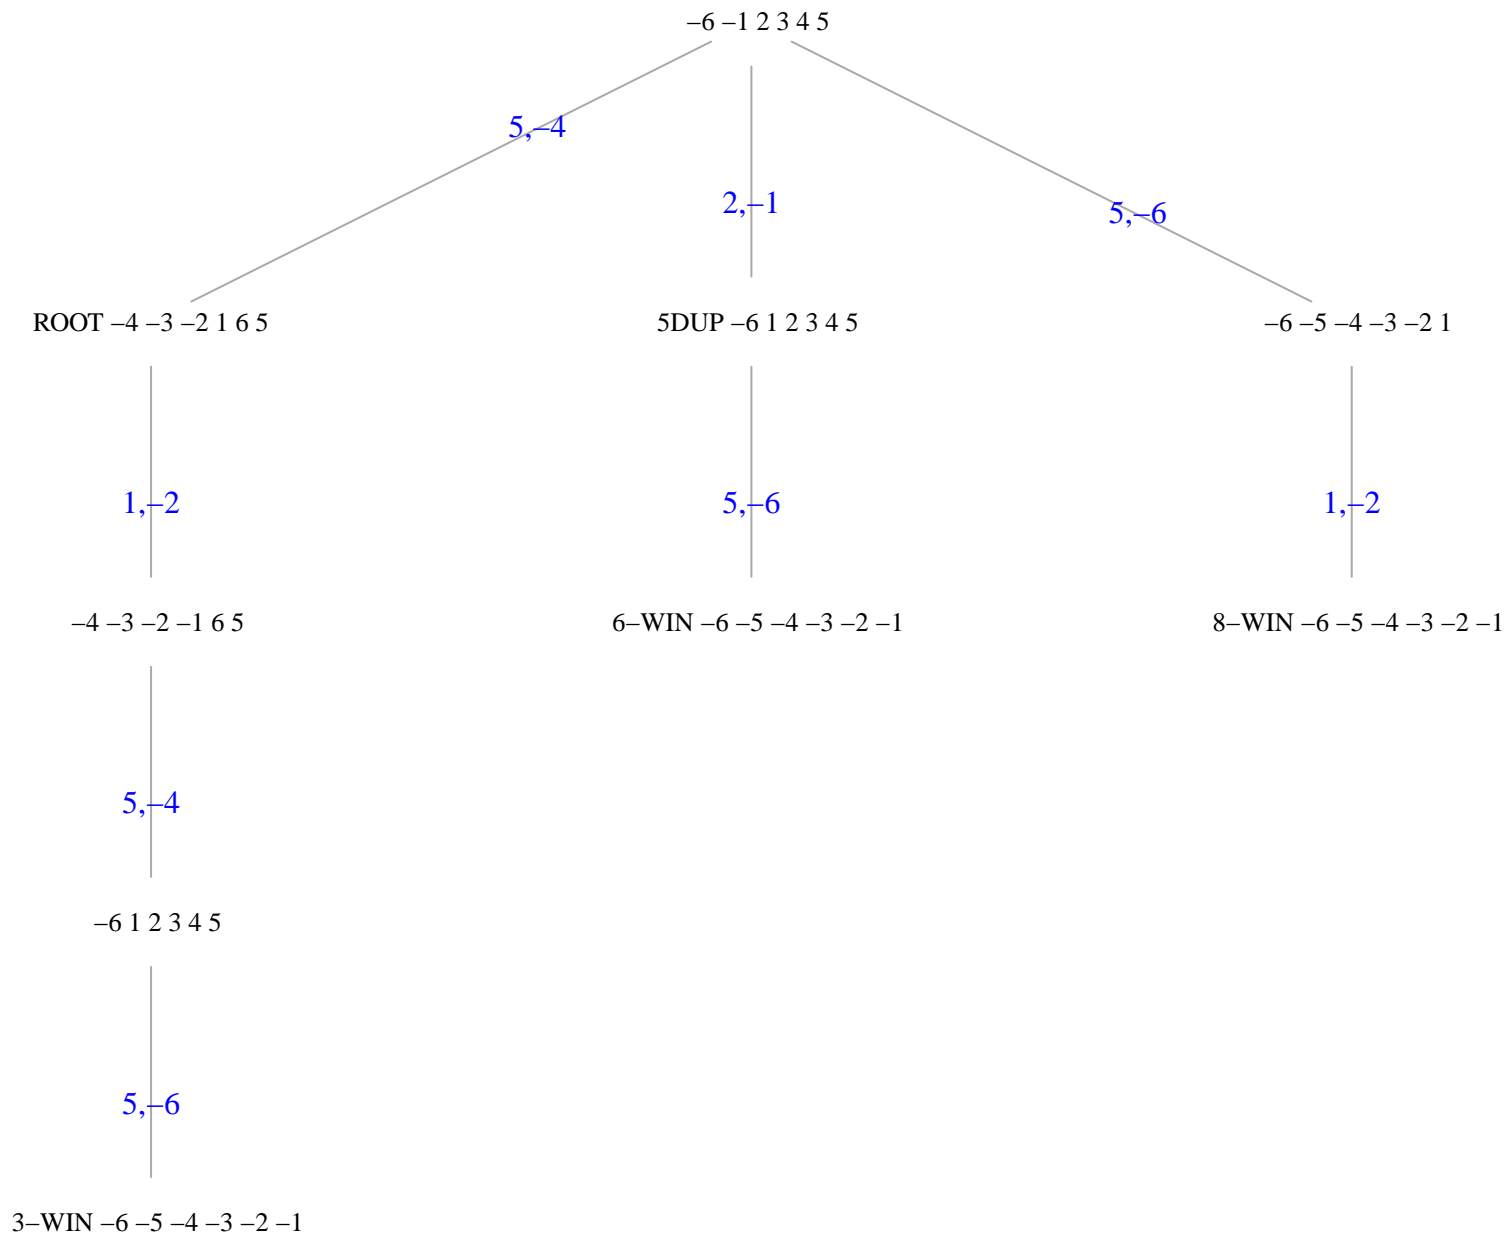 –6 –1 2 3 4 5
5,–4
2,–1
5,–6
ROOT –4 –3 –2 1 6 5
5DUP –6 1 2 3 4 5
–6 –5 –4 –3 –2 1
1,–2
5,–6
1,–2
–4 –3 –2 –1 6 5
6–WIN –6 –5 –4 –3 –2 –1
8–WIN –6 –5 –4 –3 –2 –1
5,–4
–6 1 2 3 4 5
5,–6
3–WIN –6 –5 –4 –3 –2 –1